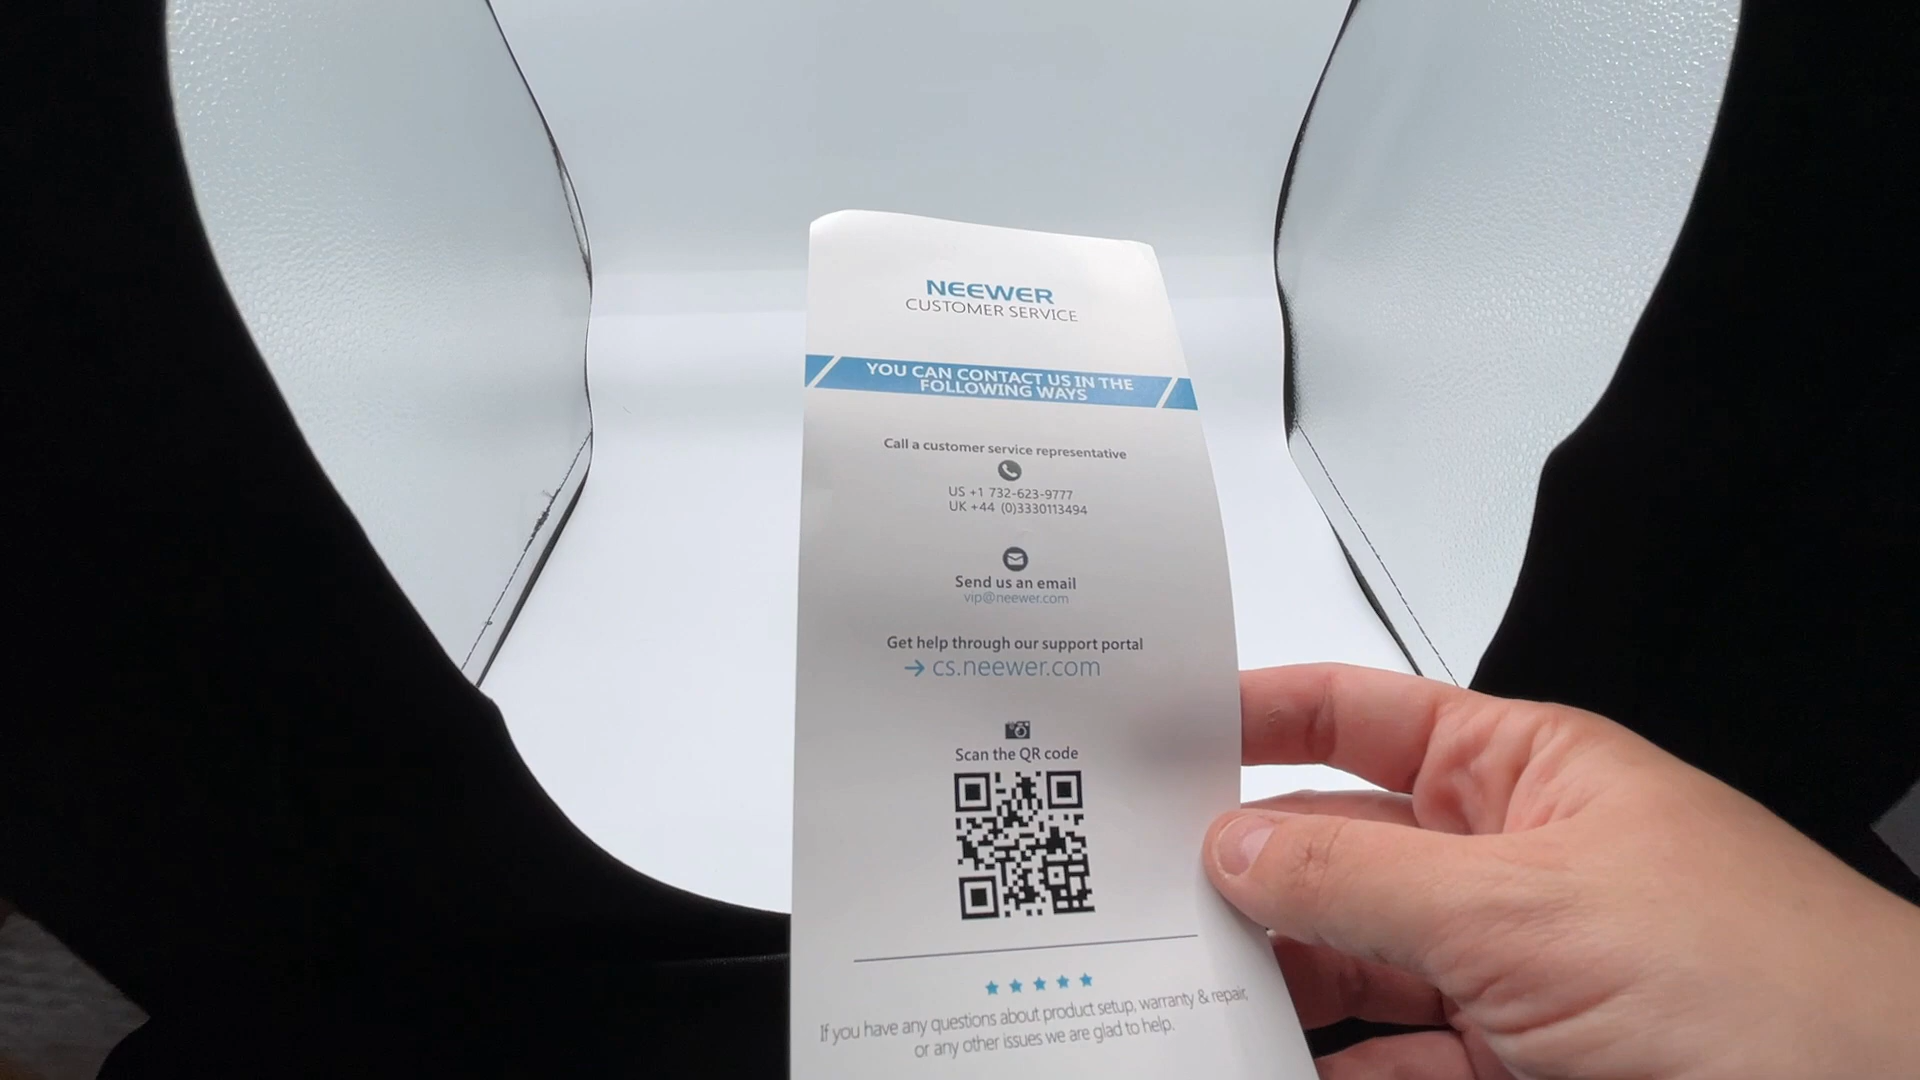 NEEWER
CUSTOMER SERVICE
YOU CAN CONTACT US IN THE
FOLLOWING WAYS
Call a customer service representative
US +1 732-623-9777
UK +44 (0)3330113494
Send us an email
vip@neewer.com
Get help through our support portal
→ cs.neewer.com
Scan the QR code
If you have any questions about product setup, warranty & repair,
or any other issues we are glad to help.